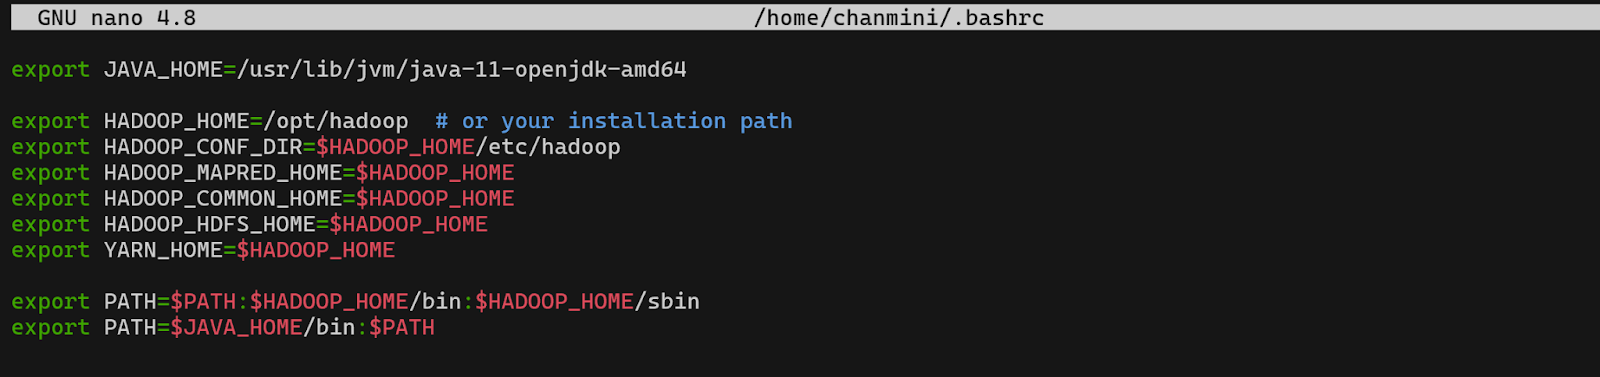 GNU nano 4.8 /home/chanmini/.bashrc
export JAVA_HOME=/usr/lib/jvm/java-11-openjdk-amd64
export HADOOP_HOME=/opt/hadoop  # or your installation path
export HADOOP_CONF_DIR=$HADOOP_HOME/etc/hadoop
export HADOOP_MAPRED_HOME=$HADOOP_HOME
export HADOOP_COMMON_HOME=$HADOOP_HOME
export HADOOP_HDFS_HOME=$HADOOP_HOME
export YARN_HOME=$HADOOP_HOME
export PATH=$PATH:$HADOOP_HOME/bin:$HADOOP_HOME/sbin
export PATH=$JAVA_HOME/bin:$PATH